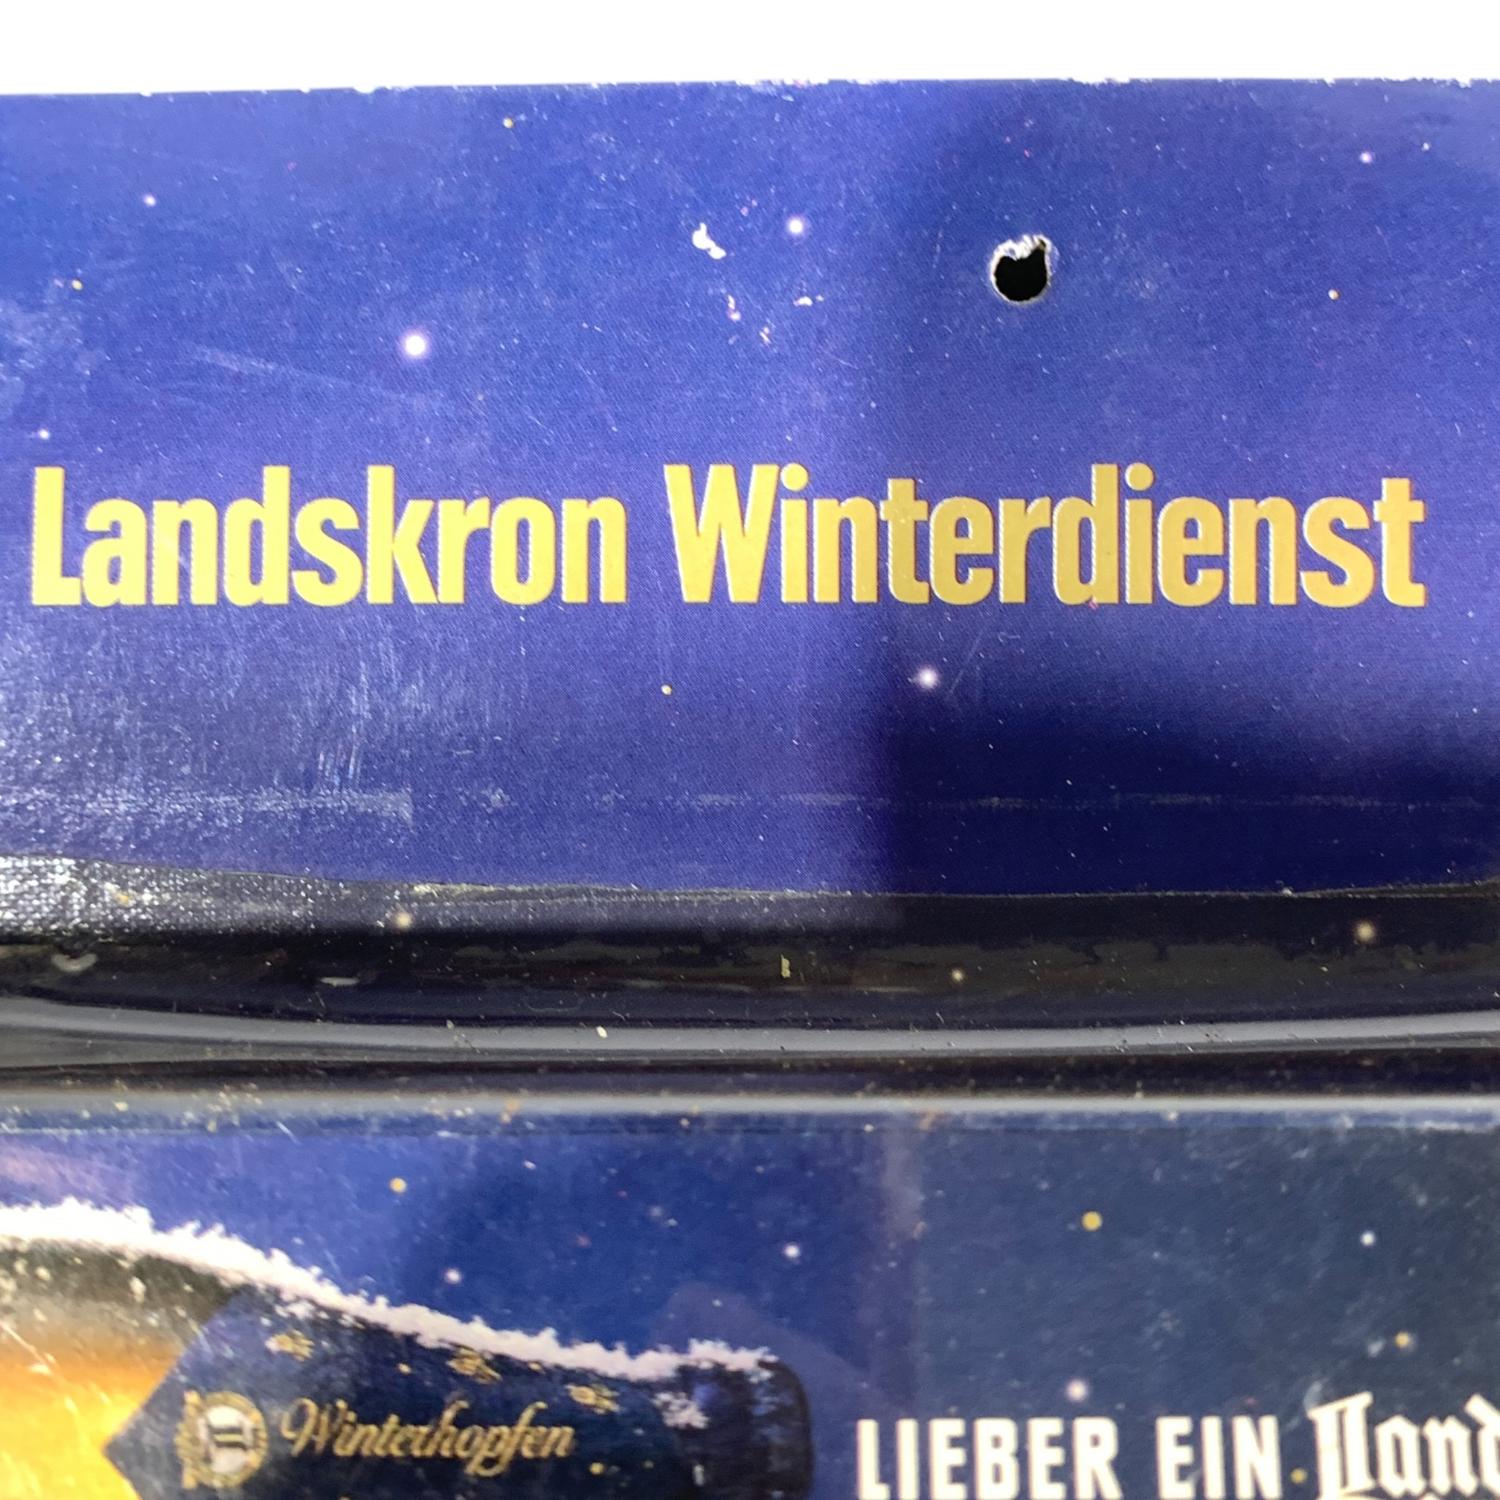 Landskron Winterdienst
Winterhopfen
LIEBER EIN